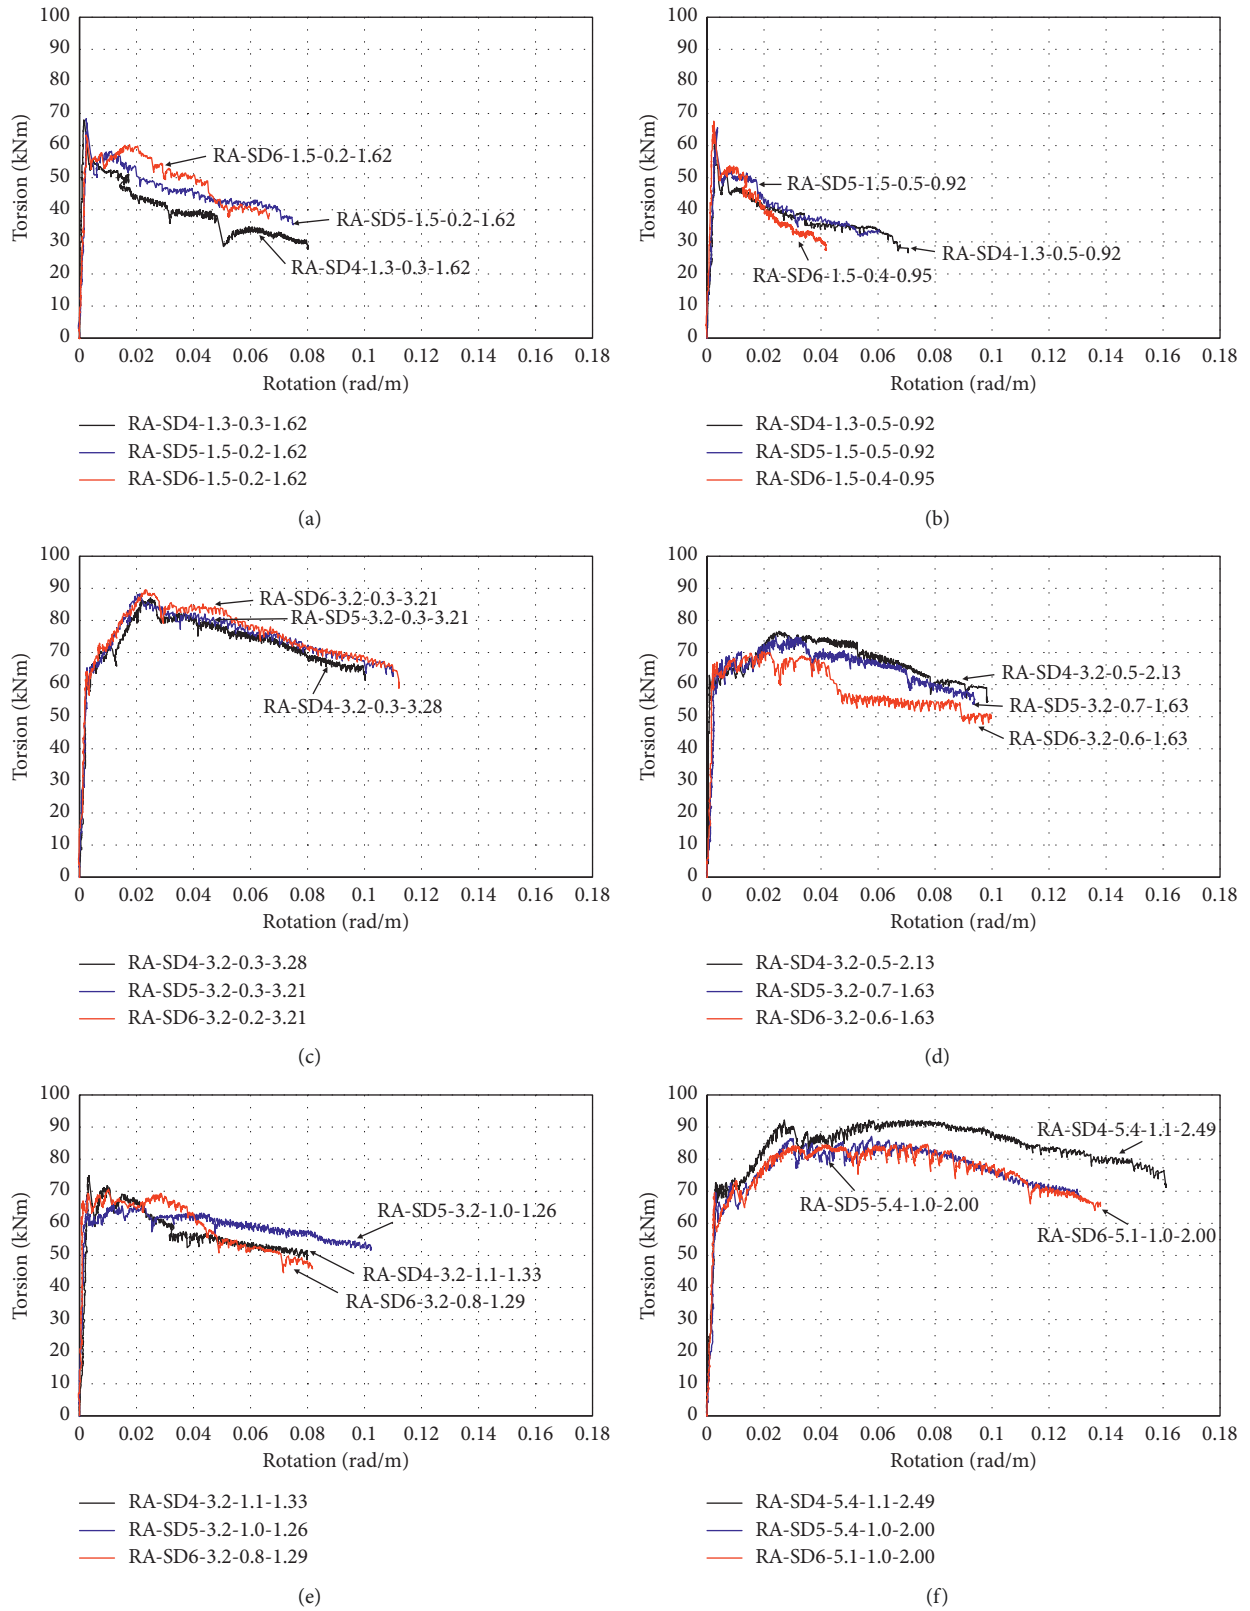 100
90
80
70
60
50
40
30
20
10
0
Torsion (kNm)
RA-SD6-1.5-0.2-1.62
RA-SD5-1.5-0.2-1.62
RA-SD4-1.3-0.3-1.62
0 0.02 0.04 0.06 0.08 0.1 0.12 0.14 0.16 0.18
Rotation (rad/m)
RA-SD4-1.3-0.3-1.62
RA-SD5-1.5-0.2-1.62
RA-SD6-1.5-0.2-1.62
(a)
100
90
80
70
60
50
40
30
20
10
0
Torsion (kNm)
RA-SD5-1.5-0.5-0.92
RA-SD4-1.3-0.5-0.92
RA-SD6-1.5-0.4-0.95
0 0.02 0.04 0.06 0.08 0.1 0.12 0.14 0.16 0.18
Rotation (rad/m)
RA-SD4-1.3-0.5-0.92
RA-SD5-1.5-0.5-0.92
RA-SD6-1.5-0.4-0.95
(b)
100
90
80
70
60
50
40
30
20
10
0
Torsion (kNm)
RA-SD6-3.2-0.3-3.21
RA-SD5-3.2-0.3-3.21
RA-SD4-3.2-0.3-3.28
0 0.02 0.04 0.06 0.08 0.1 0.12 0.14 0.16 0.18
Rotation (rad/m)
RA-SD4-3.2-0.3-3.28
RA-SD5-3.2-0.3-3.21
RA-SD6-3.2-0.2-3.21
(c)
100
90
80
70
60
50
40
30
20
10
0
Torsion (kNm)
RA-SD4-3.2-0.5-2.13
RA-SD5-3.2-0.7-1.63
RA-SD6-3.2-0.6-1.63
0 0.02 0.04 0.06 0.08 0.1 0.12 0.14 0.16 0.18
Rotation (rad/m)
RA-SD4-3.2-0.5-2.13
RA-SD5-3.2-0.7-1.63
RA-SD6-3.2-0.6-1.63
(d)
100
90
80
70
60
50
40
30
20
10
0
Torsion (kNm)
RA-SD5-3.2-1.0-1.26
RA-SD4-3.2-1.1-1.33
RA-SD6-3.2-0.8-1.29
0 0.02 0.04 0.06 0.08 0.1 0.12 0.14 0.16 0.18
Rotation (rad/m)
RA-SD4-3.2-1.1-1.33
RA-SD5-3.2-1.0-1.26
RA-SD6-3.2-0.8-1.29
(e)
100
90
80
70
60
50
40
30
20
10
0
Torsion (kNm)
RA-SD4-5.4-1.1-2.49
RA-SD5-5.4-1.0-2.00
RA-SD6-5.1-1.0-2.00
0 0.02 0.04 0.06 0.08 0.1 0.12 0.14 0.16 0.18
Rotation (rad/m)
RA-SD4-5.4-1.1-2.49
RA-SD5-5.4-1.0-2.00
RA-SD6-5.1-1.0-2.00
(f)